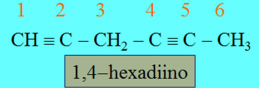 1 2 3 4 5 6
CH ≡ C – CH₂ – C ≡ C – CH₃
1,4–hexadiino